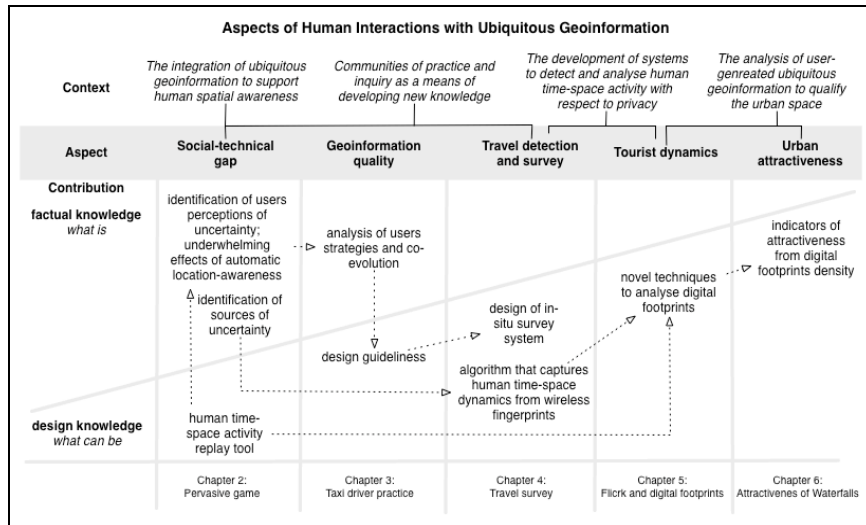 Aspects of Human Interactions with Ubiquitous Geoinformation
Context
The integration of ubiquitous
geoinformation to support
human spatial awareness
Communities of practice and
inquiry as a means of
developing new knowledge
The development of systems
to detect and analyse human
time-space activity with
respect to privacy
The analysis of user-
genreated ubiquitous
geoinformation to qualify
the urban space
Aspect
Social-technical
gap
Geoinformation
quality
Travel detection
and survey
Tourist dynamics
Urban
attractiveness
Contribution
factual knowledge
what is
identification of users
perceptions of
uncertainty;
underwhelming
effects of automatic
location-awareness
analysis of users
strategies and co-
evolution
indicators of
attractiveness
from digital
footprints density
novel techniques
to analyse digital
footprints
identification of
sources of
uncertainty
design of in-
situ survey
system
design guideliness
algorithm that captures
human time-space
dynamics from wireless
fingerprints
design knowledge
what can be
human time-
space activity
replay tool
Chapter 2:
Pervasive game
Chapter 3:
Taxi driver practice
Chapter 4:
Travel survey
Chapter 5:
Flicrk and digital footprints
Chapter 6:
Attractivenes of Waterfalls